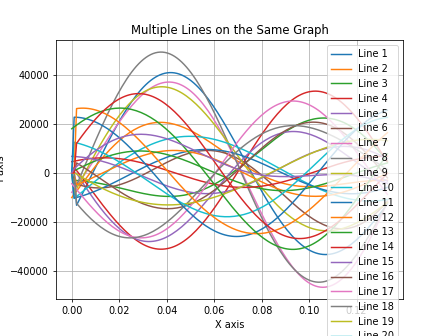 Multiple Lines on the Same Graph
40000
20000
0
−20000
−40000
0.00
0.02
0.04
0.06
0.08
0.10
X axis
Line 1
Line 2
Line 3
Line 4
Line 5
Line 6
Line 7
Line 8
Line 9
Line 10
Line 11
Line 12
Line 13
Line 14
Line 15
Line 16
Line 17
Line 18
Line 19
Line 20